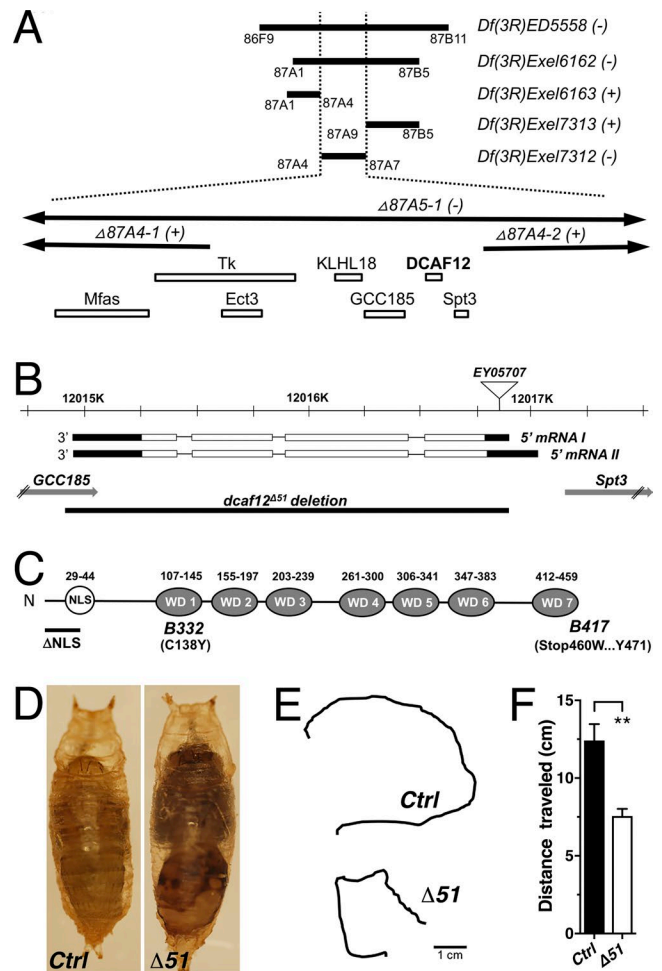 A
86F9 87B11 Df(3R)ED5558 (-)
87A1 87B5 Df(3R)Exel6162 (-)
87A1 87A4 Df(3R)Exel6163 (+)
87A9 87B5 Df(3R)Exel7313 (+)
87A4 87A7 Df(3R)Exel7312 (-)
Δ87A5-1 (-)
Δ87A4-1 (+) Δ87A4-2 (+)
Tk KLHL18 DCAF12
Mfas Ect3 GCC185 Spt3
B
EY05707
12015K 12016K 12017K
3' 5' mRNA I
3' 5' mRNA II
GCC185 Spt3
dcaf12Δ51 deletion
C
29-44 107-145 155-197 203-239 261-300 306-341 347-383 412-459
N NLS WD 1 WD 2 WD 3 WD 4 WD 5 WD 6 WD 7
ΔNLS B332 B417
(C138Y) (Stop460W...Y471)
D
Ctrl Δ51
E
Ctrl
Δ51
1 cm
F
Distance traveled (cm)
15
10
5
0
**
Ctrl Δ51